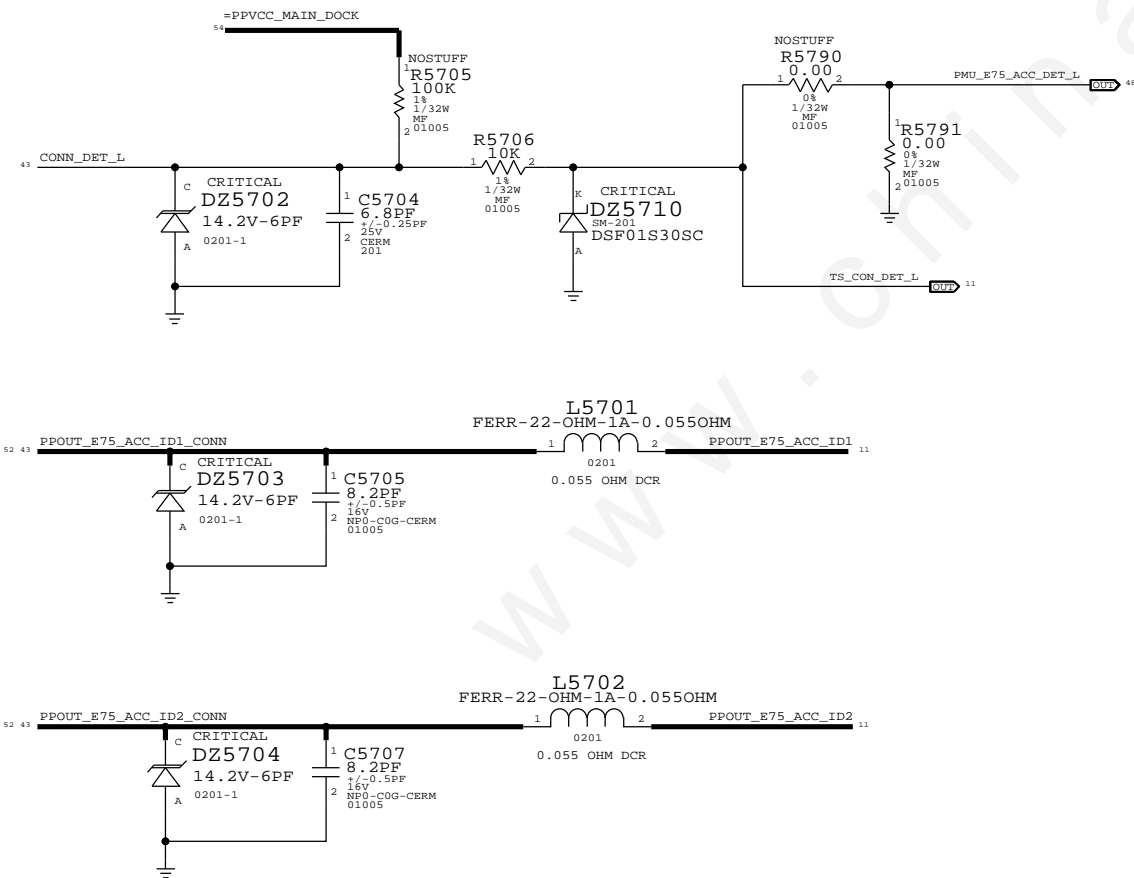 =PPVCC_MAIN_DOCK
54
NOSTUFF
R5705
100K
1%
1/32W
MF
01005
1
2
NOSTUFF
R5790
0.00
1
2
0%
1/32W
MF
01005
PMU_E75_ACC_DET_L
OUT
48
1
R5791
0.00
0%
1/32W
MF
2
01005
43
CONN_DET_L
R5706
10K
1
2
1%
1/32W
MF
01005
C
CRITICAL
DZ5702
14.2V-6PF
A
0201-1
1
C5704
6.8PF
+/-0.25PF
25V
2
CERM
201
K
CRITICAL
DZ5710
SM-201
DSF01S30SC
A
TS_CON_DET_L
OUT
11
L5701
FERR-22-OHM-1A-0.055OHM
52 43
PPOUT_E75_ACC_ID1_CONN
1
2
PPOUT_E75_ACC_ID1
11
0201
0.055 OHM DCR
C
CRITICAL
DZ5703
14.2V-6PF
A
0201-1
1
C5705
8.2PF
+/-0.5PF
16V
2
NP0-C0G-CERM
01005
L5702
FERR-22-OHM-1A-0.055OHM
52 43
PPOUT_E75_ACC_ID2_CONN
1
2
PPOUT_E75_ACC_ID2
11
0201
0.055 OHM DCR
C
CRITICAL
DZ5704
14.2V-6PF
A
0201-1
1
C5707
8.2PF
+/-0.5PF
16V
2
NP0-C0G-CERM
01005
www.china